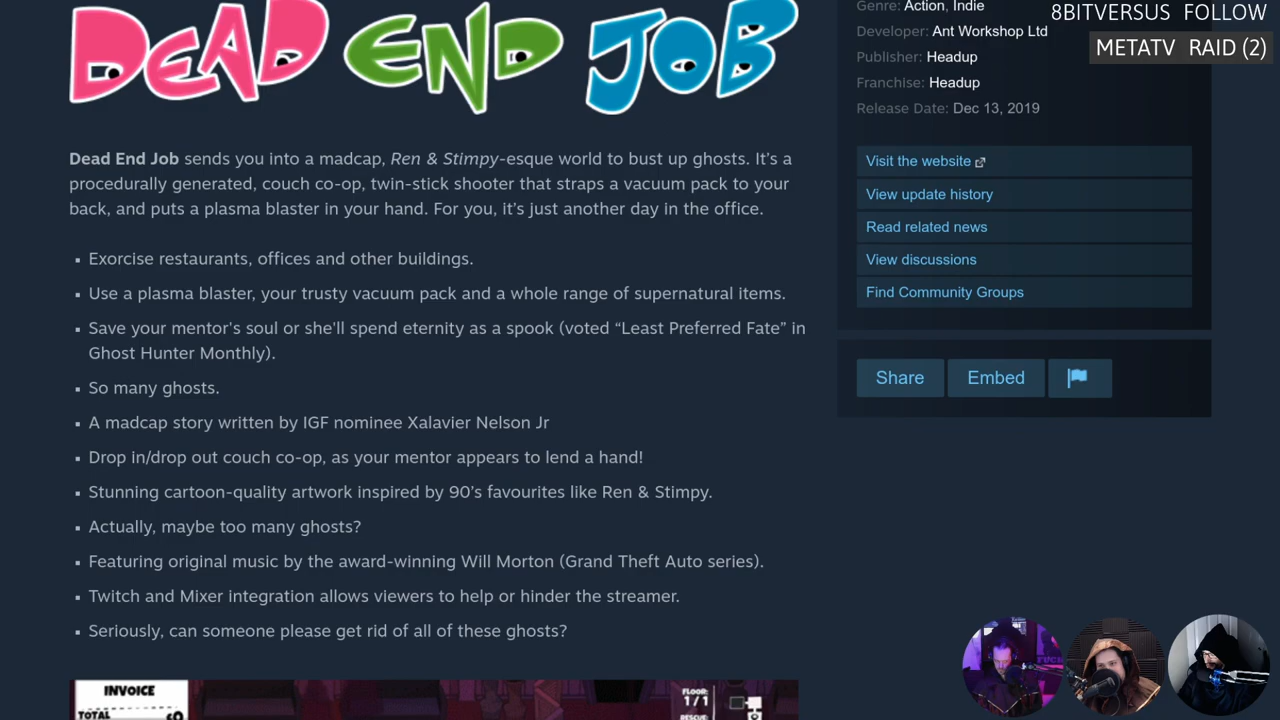 DEAD END JOB
Dead End Job sends you into a madcap, Ren & Stimpy-esque world to bust up ghosts. It's a
procedurally generated, couch co-op, twin-stick shooter that straps a vacuum pack to your
back, and puts a plasma blaster in your hand. For you, it's just another day in the office.
Exorcise restaurants, offices and other buildings.
Use a plasma blaster, your trusty vacuum pack and a whole range of supernatural items.
Save your mentor's soul or she'll spend eternity as a spook (voted “Least Preferred Fate” in
Ghost Hunter Monthly).
So many ghosts.
A madcap story written by IGF nominee Xalavier Nelson Jr
Drop in/drop out couch co-op, as your mentor appears to lend a hand!
Stunning cartoon-quality artwork inspired by 90's favourites like Ren & Stimpy.
Actually, maybe too many ghosts?
Featuring original music by the award-winning Will Morton (Grand Theft Auto series).
Twitch and Mixer integration allows viewers to help or hinder the streamer.
Seriously, can someone please get rid of all of these ghosts?
INVOICE
TOTAL
FLOOR:
1/1
RESCUE:
Genre: Action, Indie
Developer: Ant Workshop Ltd
Publisher: Headup
Franchise: Headup
Release Date: Dec 13, 2019
Visit the website
View update history
Read related news
View discussions
Find Community Groups
Share Embed
8BITVERSUS FOLLOW
METATV RAID (2)